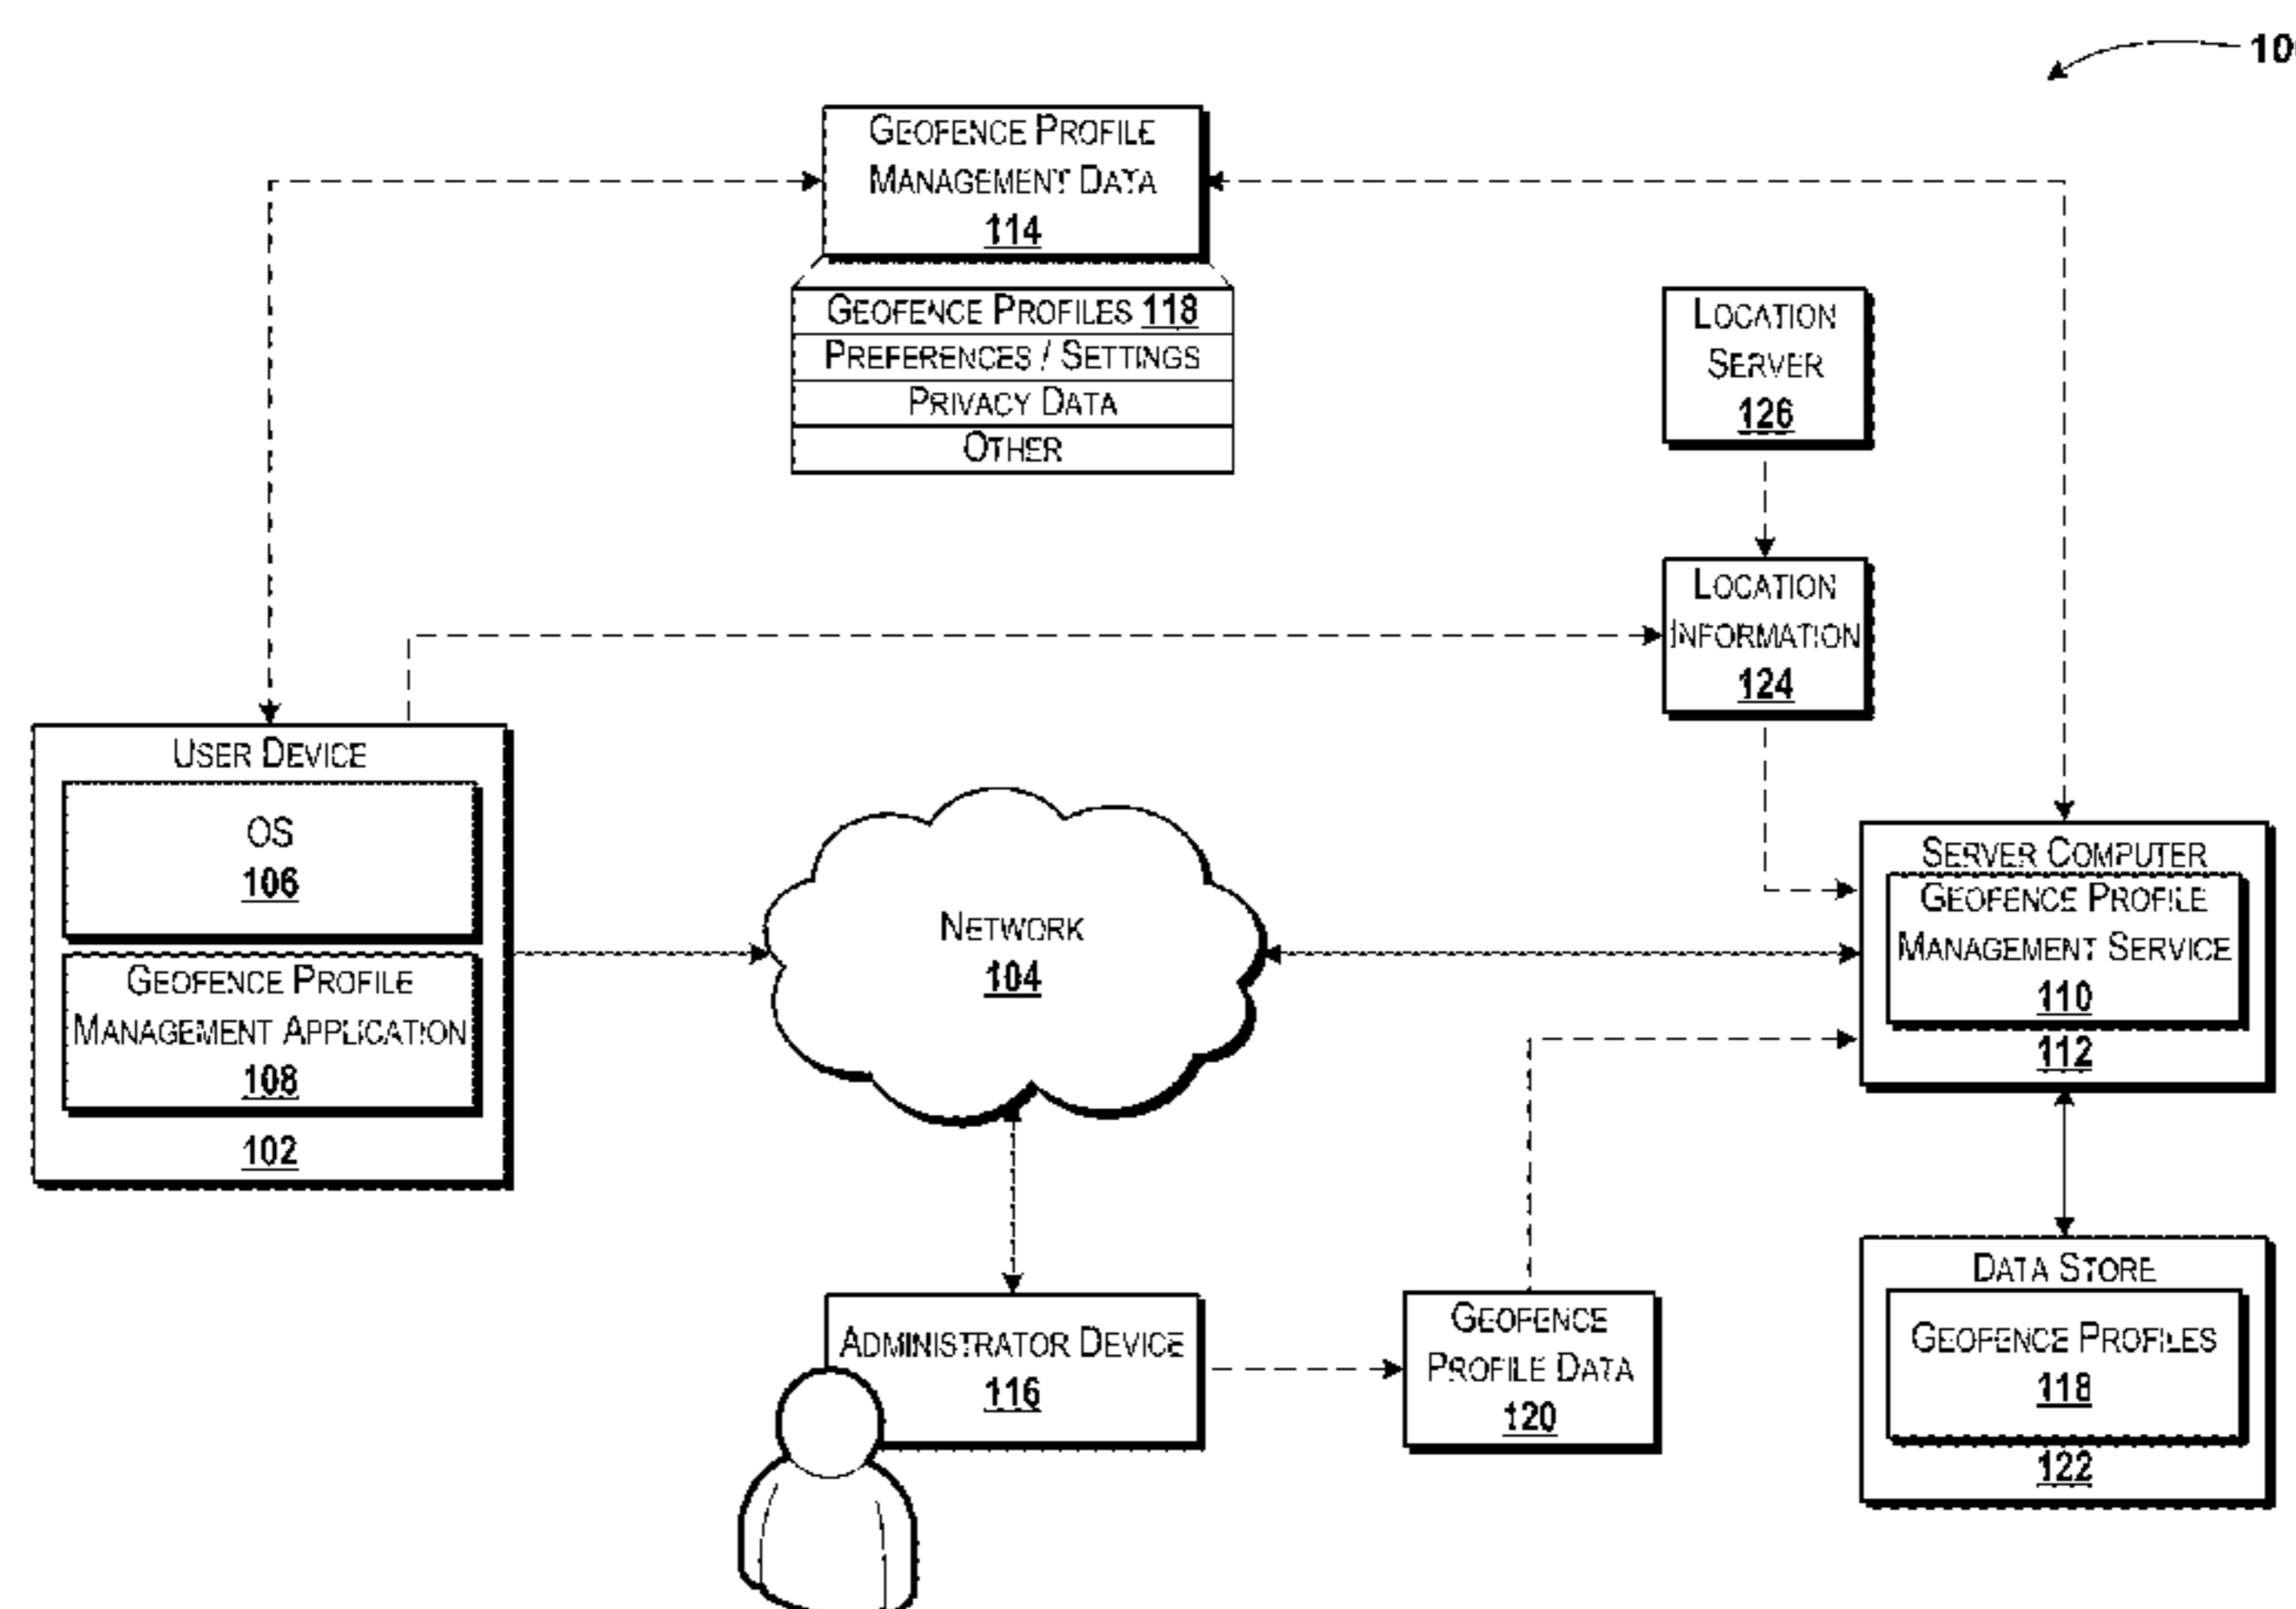 10
GEOFENCE PROFILE
MANAGEMENT DATA
114
GEOFENCE PROFILES 118
PREFERENCES / SETTINGS
PRIVACY DATA
OTHER
LOCATION
SERVER
126
LOCATION
INFORMATION
124
USER DEVICE
OS
106
GEOFENCE PROFILE
MANAGEMENT APPLICATION
108
102
NETWORK
104
SERVER COMPUTER
GEOFENCE PROFILE
MANAGEMENT SERVICE
110
112
ADMINISTRATOR DEVICE
116
GEOFENCE
PROFILE DATA
120
DATA STORE
GEOFENCE PROFILES
118
122